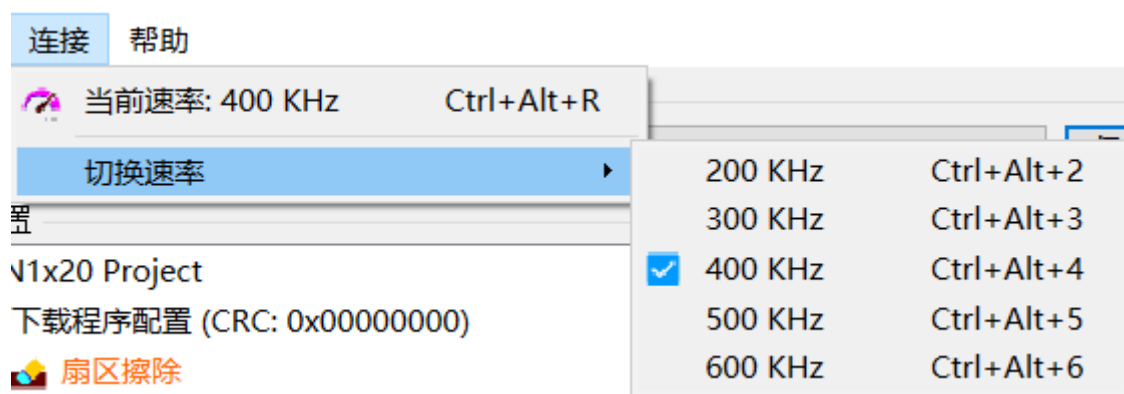 连接 帮助
当前速率: 400 KHz Ctrl+Alt+R
切换速率
200 KHz Ctrl+Alt+2
300 KHz Ctrl+Alt+3
400 KHz Ctrl+Alt+4
500 KHz Ctrl+Alt+5
600 KHz Ctrl+Alt+6
置
N1x20 Project
下载程序配置 (CRC: 0x00000000)
扇区擦除